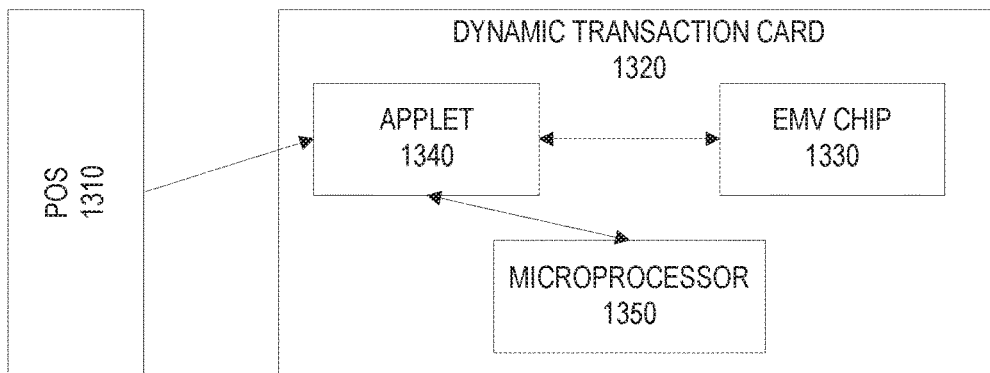 POS
1310
DYNAMIC TRANSACTION CARD
1320
APPLET
1340
EMV CHIP
1330
MICROPROCESSOR
1350